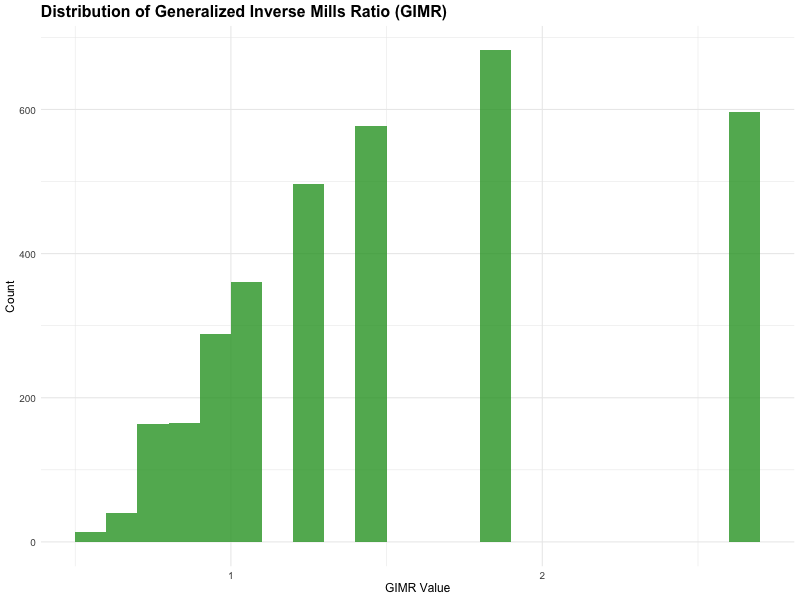 Distribution of Generalized Inverse Mills Ratio (GIMR)
600
400
200
0
Count
1
2
GIMR Value